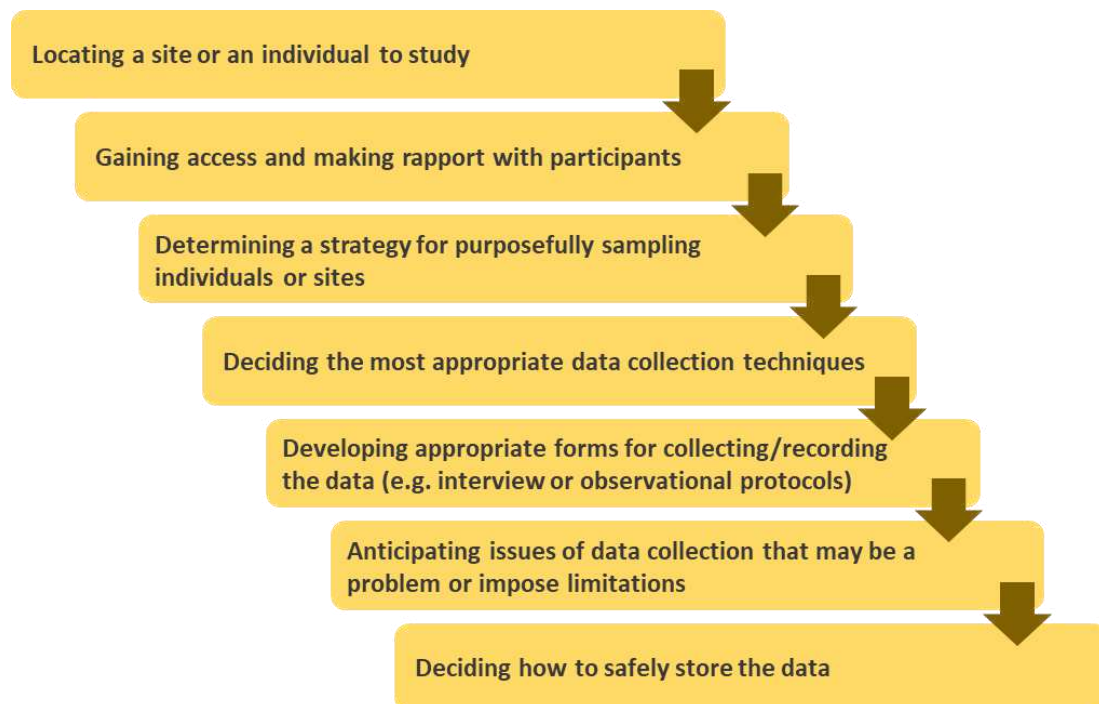 Locating a site or an individual to study
Gaining access and making rapport with participants
Determining a strategy for purposefully sampling
individuals or sites
Deciding the most appropriate data collection techniques
Developing appropriate forms for collecting/recording
the data (e.g. interview or observational protocols)
Anticipating issues of data collection that may be a
problem or impose limitations
Deciding how to safely store the data